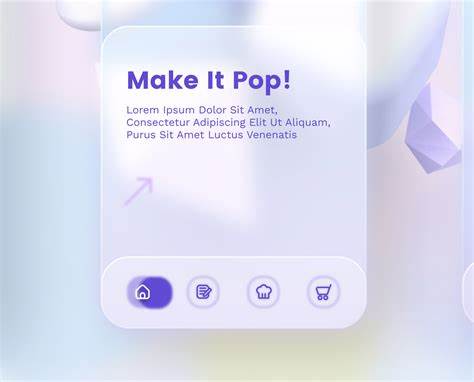 Make It Pop!
Lorem Ipsum Dolor Sit Amet,
Consectetur Adipiscing Elit Ut Aliquam,
Purus Sit Amet Luctus Venenatis